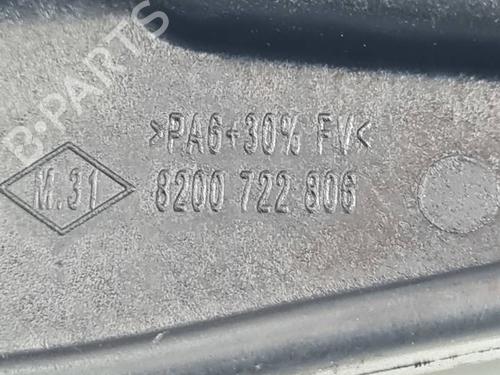 B-PARTS
>PA6+30% FV<
M.31
8200 722 806